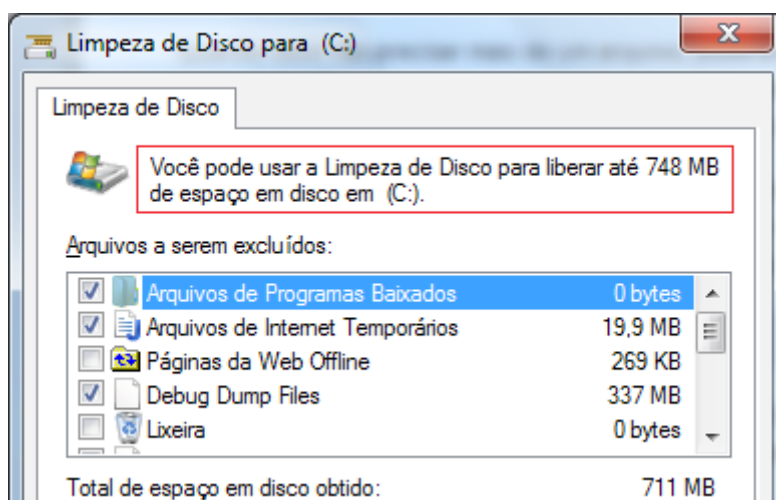 Limpeza de Disco para (C:)
Limpeza de Disco
Você pode usar a Limpeza de Disco para liberar até 748 MB
de espaço em disco em (C:).
Arquivos a serem excluídos:
Arquivos de Programas Baixados 0 bytes
Arquivos de Internet Temporários 19,9 MB
Páginas da Web Offline 269 KB
Debug Dump Files 337 MB
Lixeira 0 bytes
Total de espaço em disco obtido: 711 MB